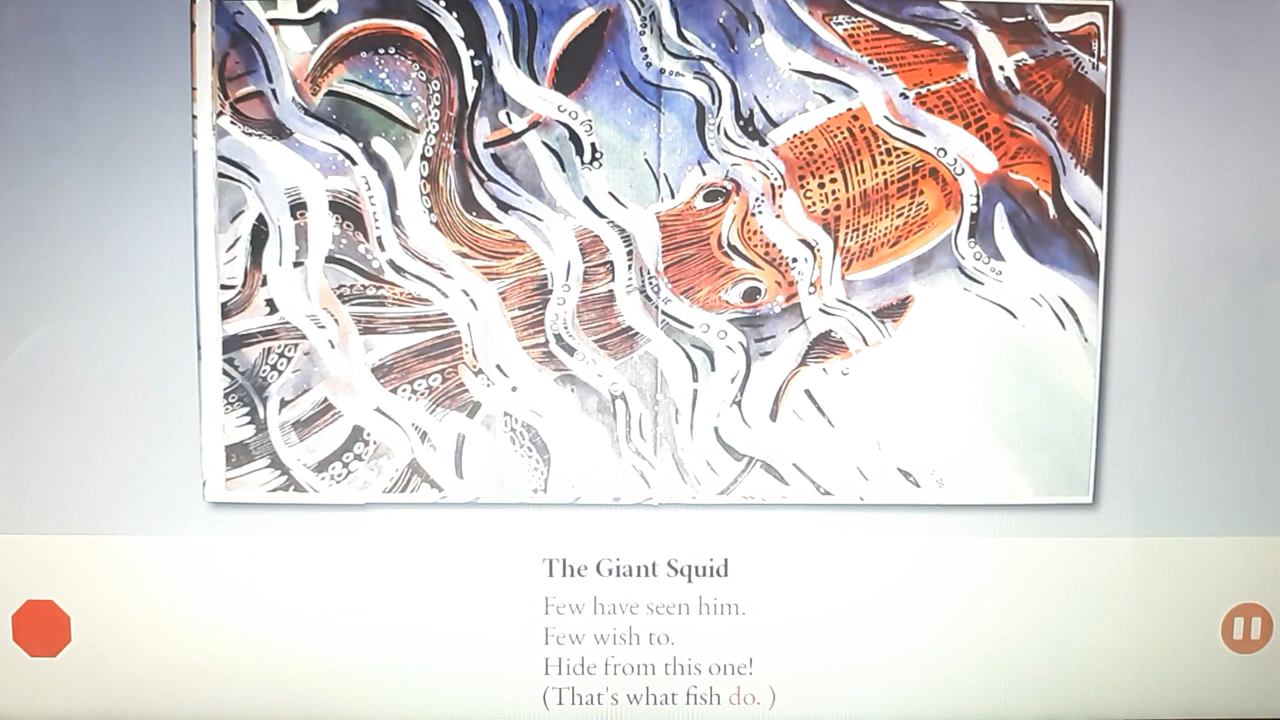 The Giant Squid
Few have seen him.
Few wish to.
Hide from this one!
(That's what fish do. )